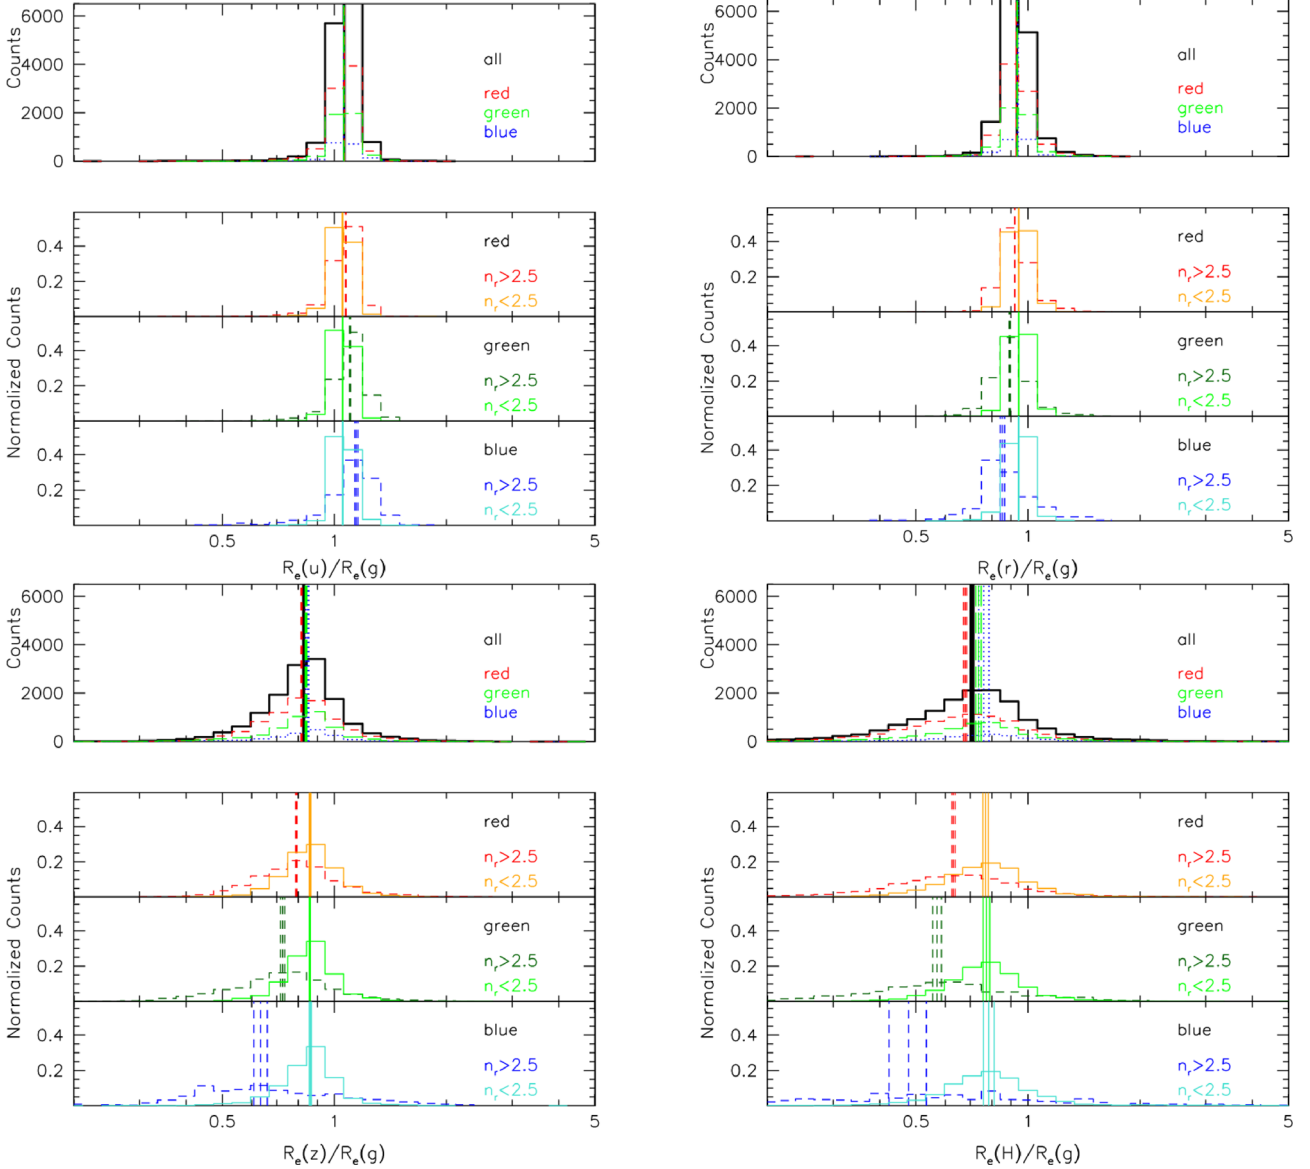 6000
4000
2000
0
Counts
all
red
green
blue
0.4
0.2
red
n_r>2.5
n_r<2.5
0.4
0.2
green
n_r>2.5
n_r<2.5
0.4
0.2
blue
n_r>2.5
n_r<2.5
Normalized Counts
0.5 1 5
R_e(u)/R_e(g)
6000
4000
2000
0
Counts
all
red
green
blue
0.4
0.2
red
n_r>2.5
n_r<2.5
0.4
0.2
green
n_r>2.5
n_r<2.5
0.4
0.2
blue
n_r>2.5
n_r<2.5
Normalized Counts
0.5 1 5
R_e(r)/R_e(g)
6000
4000
2000
0
Counts
all
red
green
blue
0.4
0.2
red
n_r>2.5
n_r<2.5
0.4
0.2
green
n_r>2.5
n_r<2.5
0.4
0.2
blue
n_r>2.5
n_r<2.5
Normalized Counts
0.5 1 5
R_e(z)/R_e(g)
6000
4000
2000
0
Counts
all
red
green
blue
0.4
0.2
red
n_r>2.5
n_r<2.5
0.4
0.2
green
n_r>2.5
n_r<2.5
0.4
0.2
blue
n_r>2.5
n_r<2.5
Normalized Counts
0.5 1 5
R_e(H)/R_e(g)